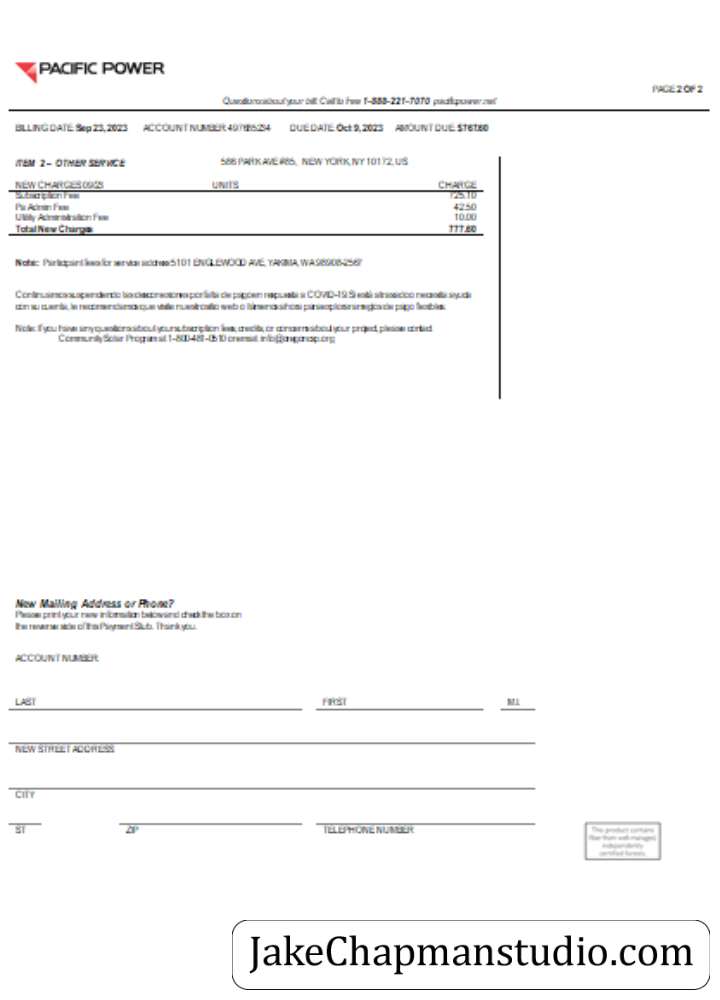 PACIFIC POWER
PAGE 2 OF 2
Questions about your bill: Call to free 1-888-221-7070 pacificpower.net
BILLING DATE: Sep 23, 2023 ACCOUNT NUMBER: DUE DATE: Oct 9, 2023 AMOUNT DUE: $767.60
ITEM 2 – OTHER SERVICE 586 PARK AVE #85, NEW YORK, NY 10172, US
NEW CHARGES 09/23 UNITS CHARGE
Subscription Fee 725.10
Pa Admin Fee 42.50
Utility Administration Fee 10.00
Total New Charges 777.60
Note: Participant fees for service address 5101 ENGLEWOOD AVE, YAKIMA, WA 98908-2567
Continuamos suspendiendo las desconexiones por falta de pago en respuesta a COVID-19. Si está atrasado o necesita ayuda
con su cuenta, le recomendamos que visite nuestro sitio web o llámenos ahora para explorar arreglos de pago flexibles.
Note: If you have any questions about your subscription fees, credits, or concerns about your project, please contact
Community Solar Program at 1-800-481-0510 or email: info@oregoncsp.org
New Mailing Address or Phone?
Please print your new information below and check the box on
the reverse side of this Payment Stub. Thank you.
ACCOUNT NUMBER:
LAST FIRST M.I.
NEW STREET ADDRESS
CITY
ST ZIP TELEPHONE NUMBER
This product contains
fiber from well-managed,
independently
certified forests.
JakeChapmanstudio.com